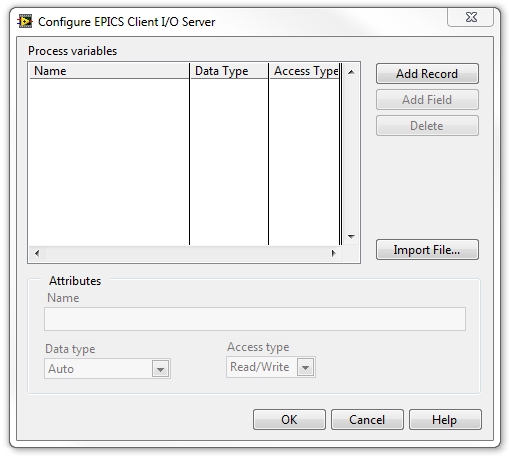 Configure EPICS Client I/O Server
Process variables
Name Data Type Access Type
Add Record
Add Field
Delete
Import File...
Attributes
Name
Data type Access type
Auto Read/Write
OK Cancel Help